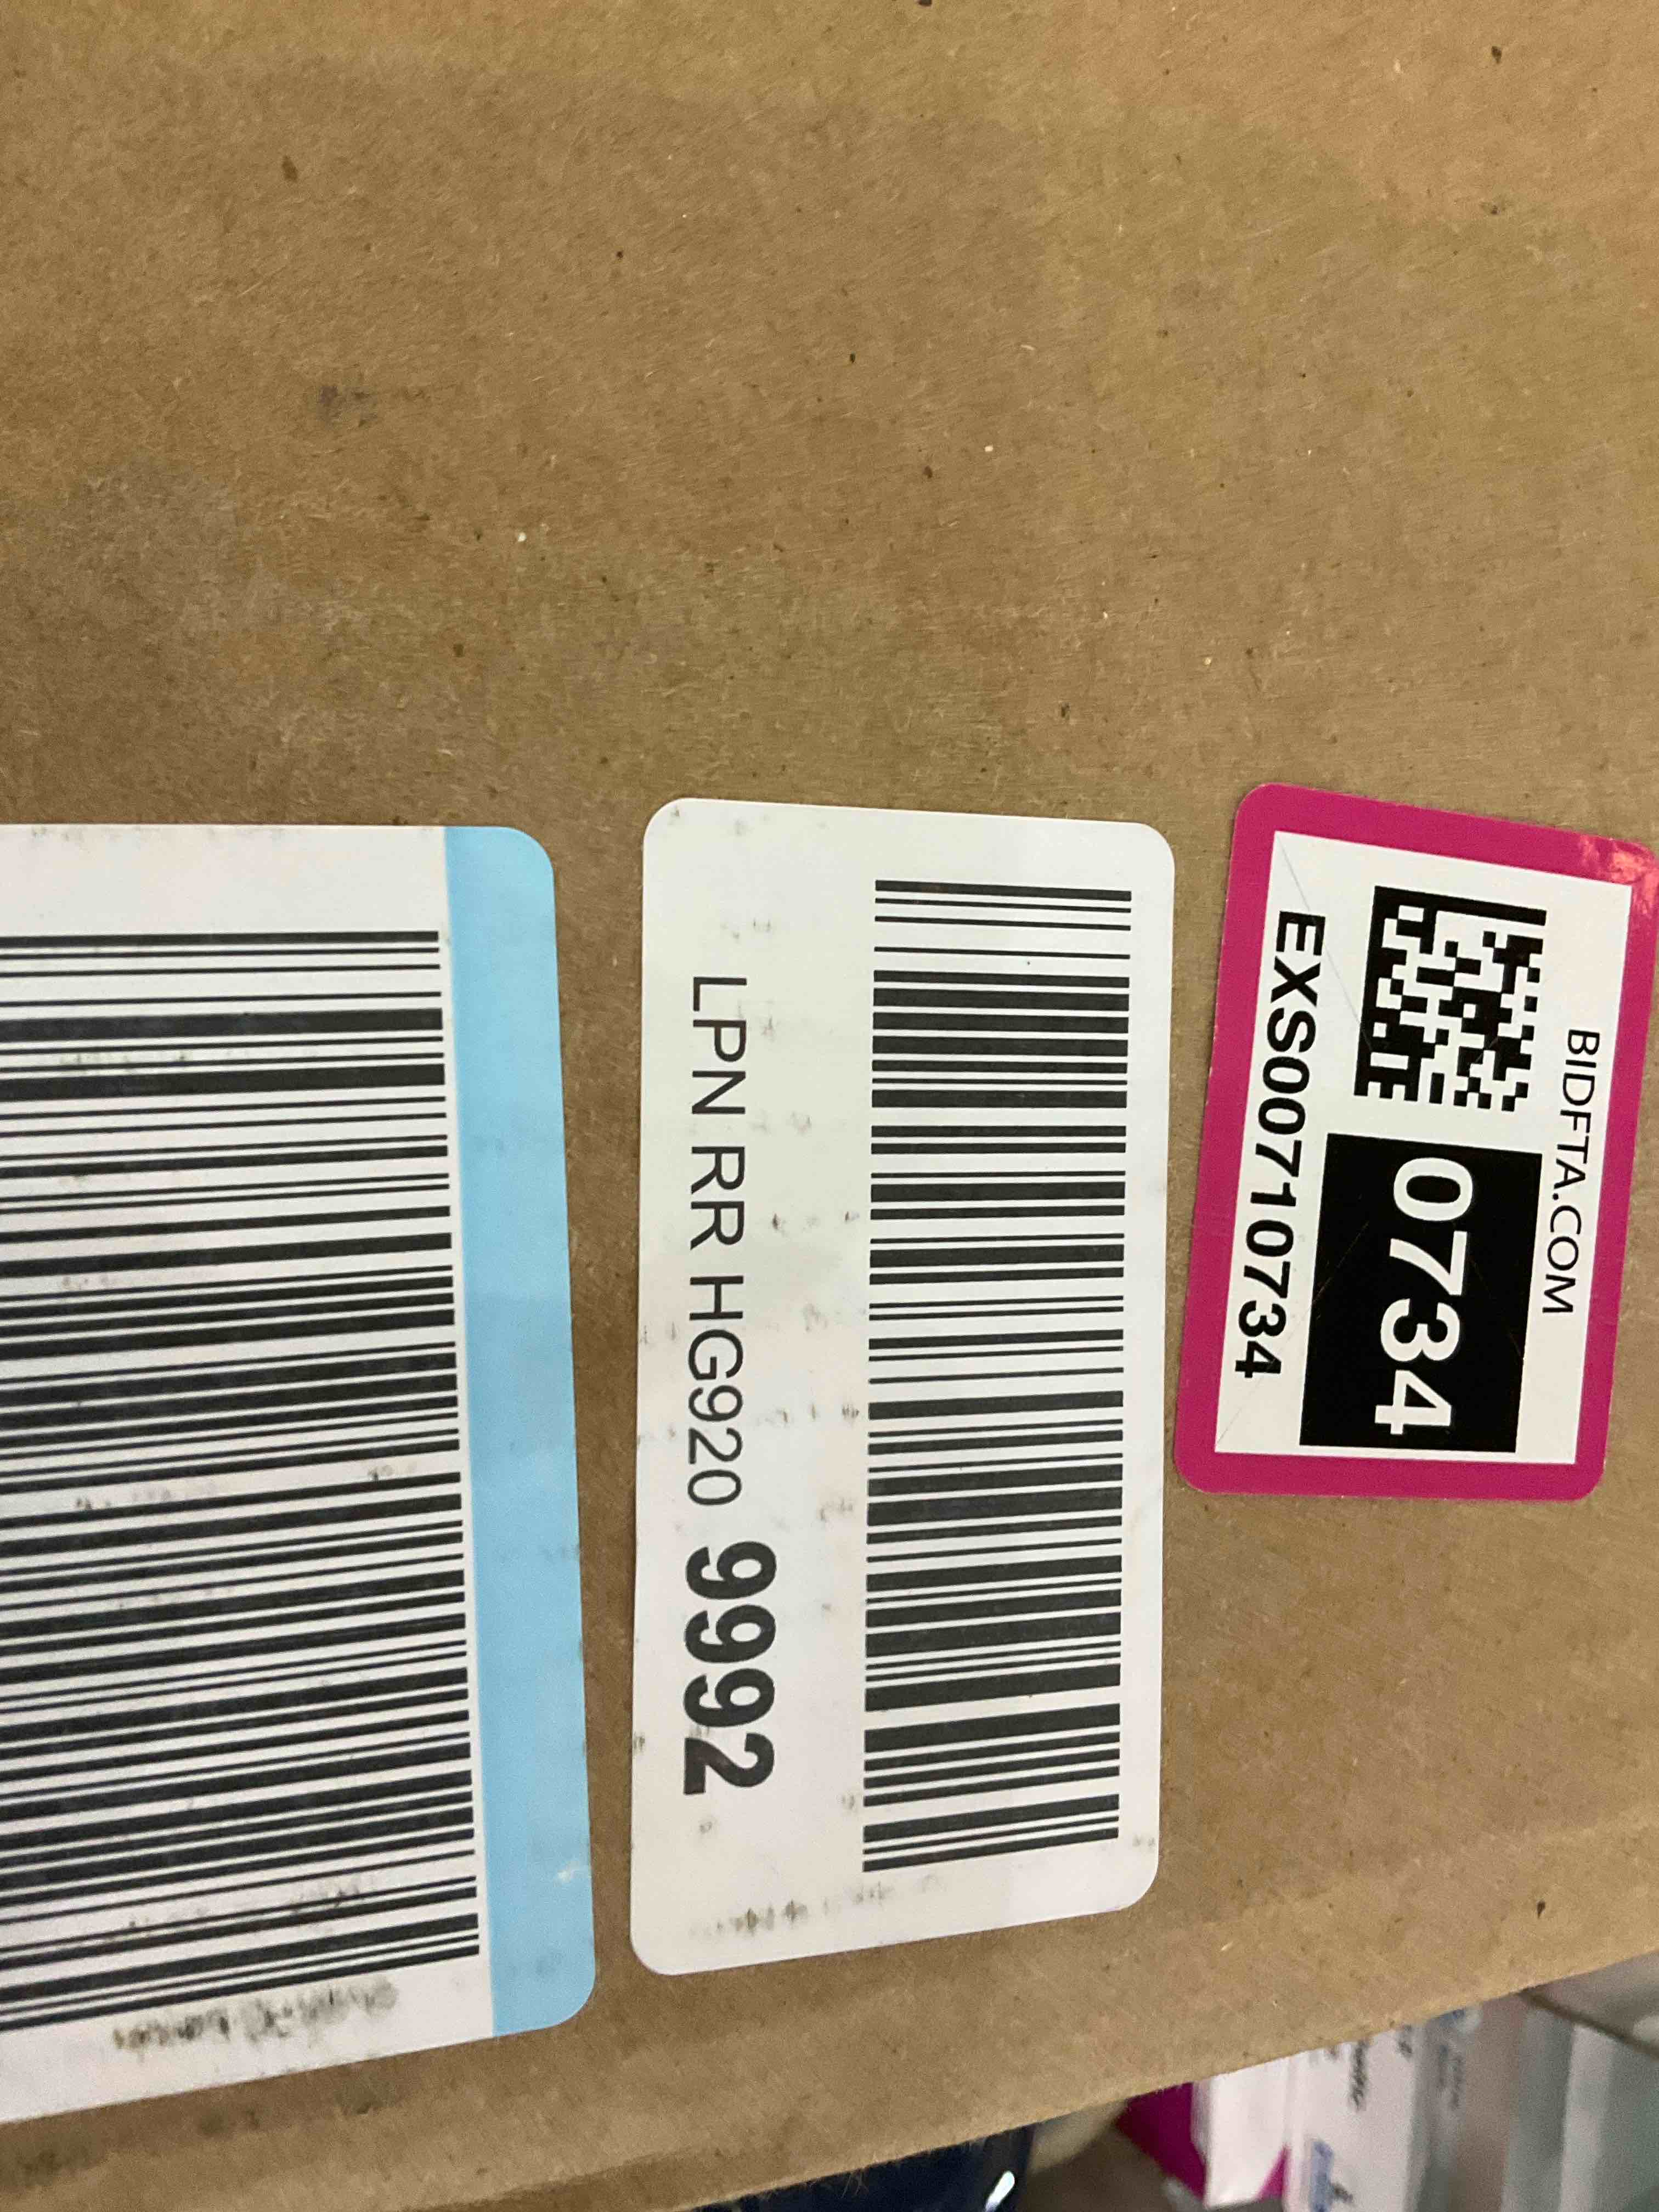 BIDFTA.COM
0734
EXS00710734
LPN RR HG920 9992